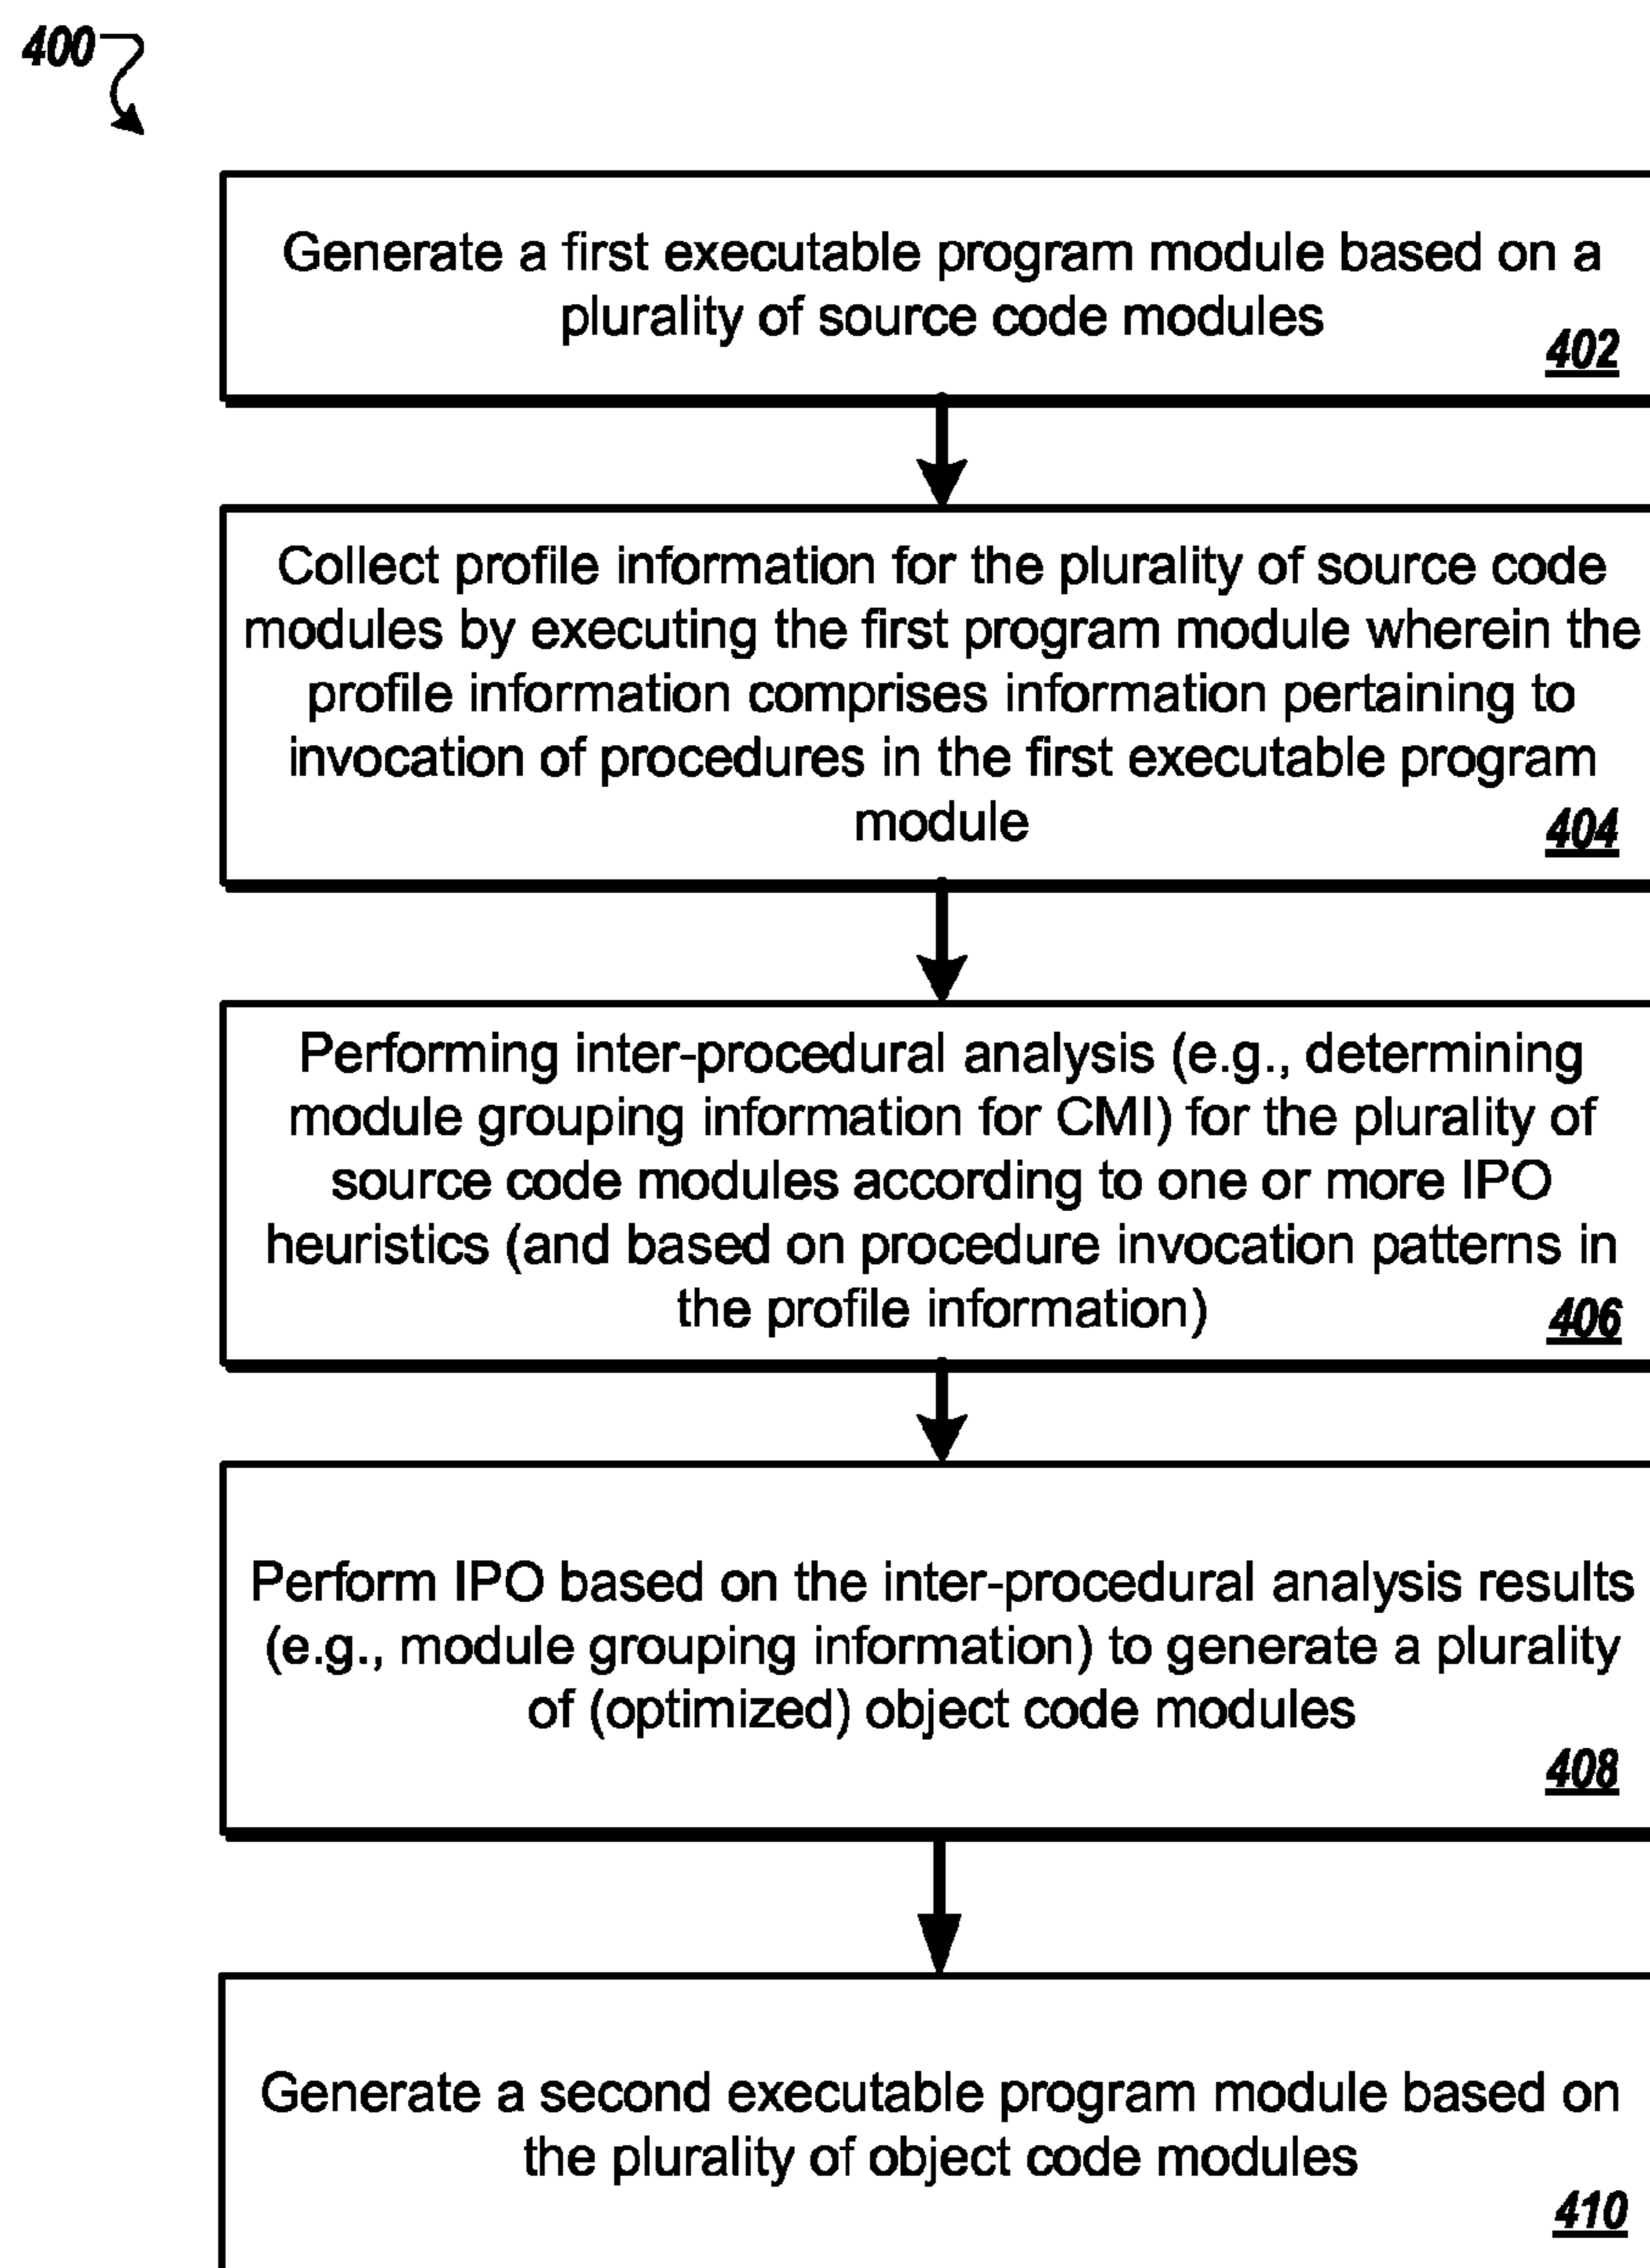 400
Generate a first executable program module based on a
plurality of source code modules
402
Collect profile information for the plurality of source code
modules by executing the first program module wherein the
profile information comprises information pertaining to
invocation of procedures in the first executable program
module
404
Performing inter-procedural analysis (e.g., determining
module grouping information for CMI) for the plurality of
source code modules according to one or more IPO
heuristics (and based on procedure invocation patterns in
the profile information)
406
Perform IPO based on the inter-procedural analysis results
(e.g., module grouping information) to generate a plurality
of (optimized) object code modules
408
Generate a second executable program module based on
the plurality of object code modules
410